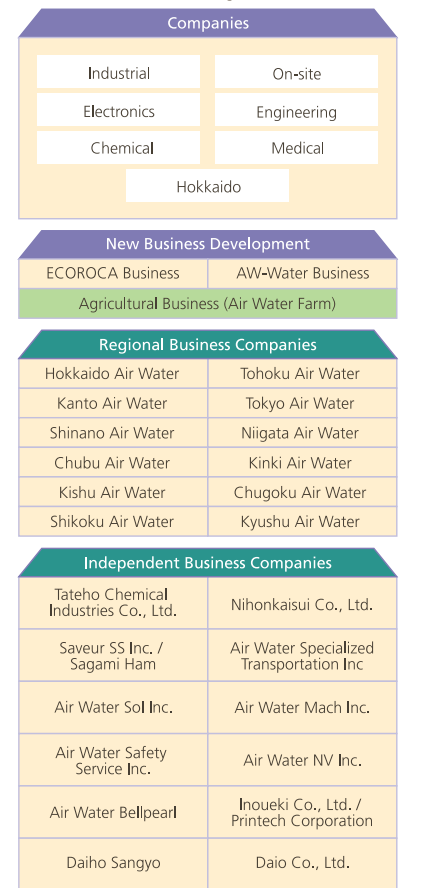 Companies
Industrial
On-site
Electronics
Engineering
Chemical
Medical
Hokkaido
New Business Development
ECOROCA Business
AW-Water Business
Agricultural Business (Air Water Farm)
Regional Business Companies
Hokkaido Air Water
Tohoku Air Water
Kanto Air Water
Tokyo Air Water
Shinano Air Water
Niigata Air Water
Chubu Air Water
Kinki Air Water
Kishu Air Water
Chugoku Air Water
Shikoku Air Water
Kyushu Air Water
Independent Business Companies
Tateho Chemical
Industries Co., Ltd.
Nihonkaisui Co., Ltd.
Saveur SS Inc. /
Sagami Ham
Air Water Specialized
Transportation Inc
Air Water Sol Inc.
Air Water Mach Inc.
Air Water Safety
Service Inc.
Air Water NV Inc.
Air Water Bellpearl
Inoueki Co., Ltd. /
Printech Corporation
Daiho Sangyo
Daio Co., Ltd.